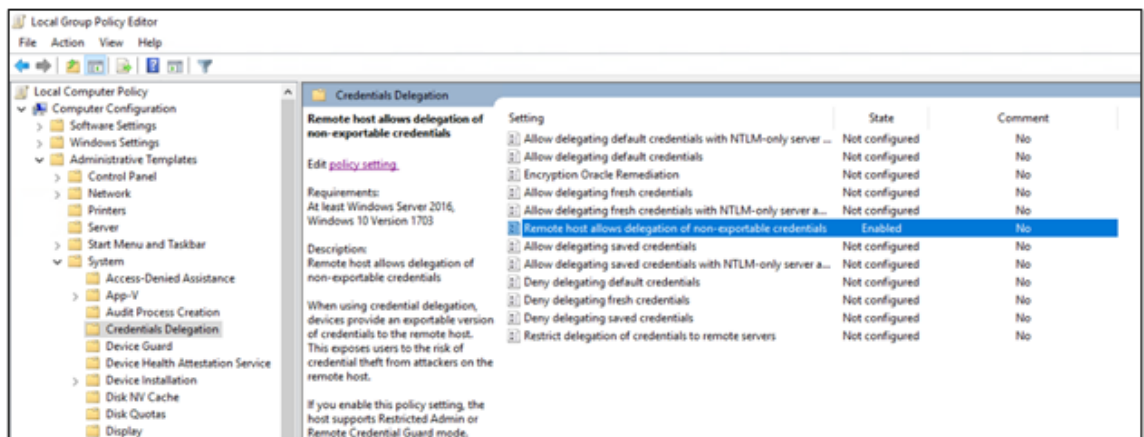 Local Group Policy Editor
File Action View Help
Local Computer Policy
Computer Configuration
Software Settings
Windows Settings
Administrative Templates
Control Panel
Network
Printers
Server
Start Menu and Taskbar
System
Access-Denied Assistance
App-V
Audit Process Creation
Credentials Delegation
Device Guard
Device Health Attestation Service
Device Installation
Disk NV Cache
Disk Quotas
Display
Credentials Delegation
Remote host allows delegation of
non-exportable credentials
Edit policy setting
Requirements:
At least Windows Server 2016,
Windows 10 Version 1703
Description:
Remote host allows delegation of
non-exportable credentials
When using credential delegation,
devices provide an exportable version
of credentials to the remote host.
This exposes users to the risk of
credential theft from attackers on the
remote host.
If you enable this policy setting, the
host supports Restricted Admin or
Remote Credential Guard mode.
Setting State Comment
Allow delegating default credentials with NTLM-only server ... Not configured No
Allow delegating default credentials Not configured No
Encryption Oracle Remediation Not configured No
Allow delegating fresh credentials Not configured No
Allow delegating fresh credentials with NTLM-only server a... Not configured No
Remote host allows delegation of non-exportable credentials Enabled No
Allow delegating saved credentials Not configured No
Allow delegating saved credentials with NTLM-only server a... Not configured No
Deny delegating default credentials Not configured No
Deny delegating fresh credentials Not configured No
Deny delegating saved credentials Not configured No
Restrict delegation of credentials to remote servers Not configured No